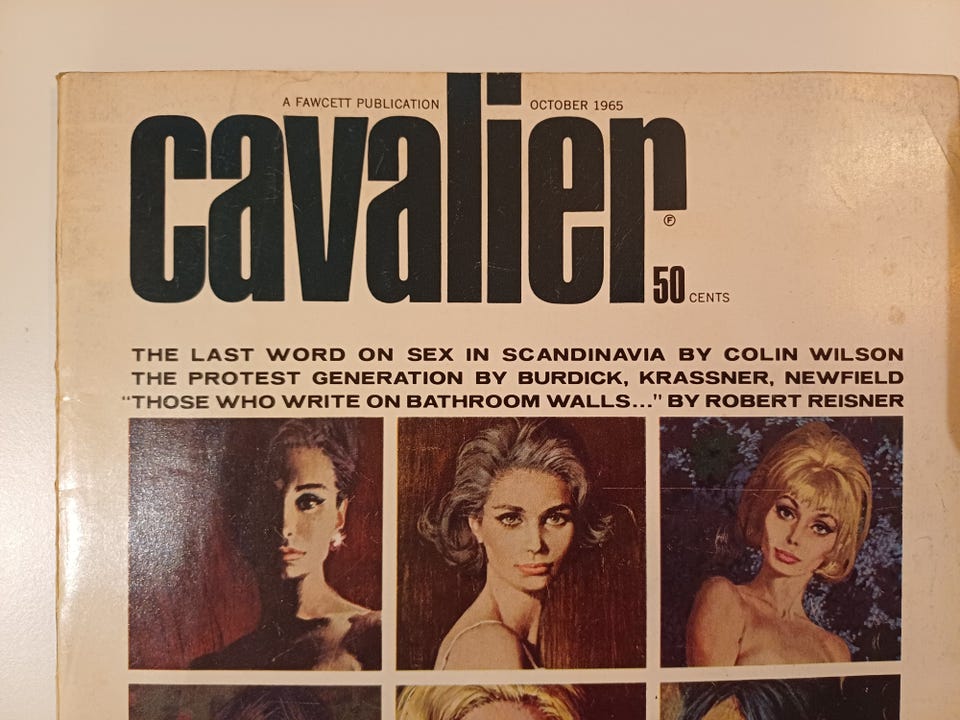 A FAWCETT PUBLICATION OCTOBER 1965
cavalier
Ⓕ
50 CENTS
THE LAST WORD ON SEX IN SCANDINAVIA BY COLIN WILSON
THE PROTEST GENERATION BY BURDICK, KRASSNER, NEWFIELD
“THOSE WHO WRITE ON BATHROOM WALLS...” BY ROBERT REISNER